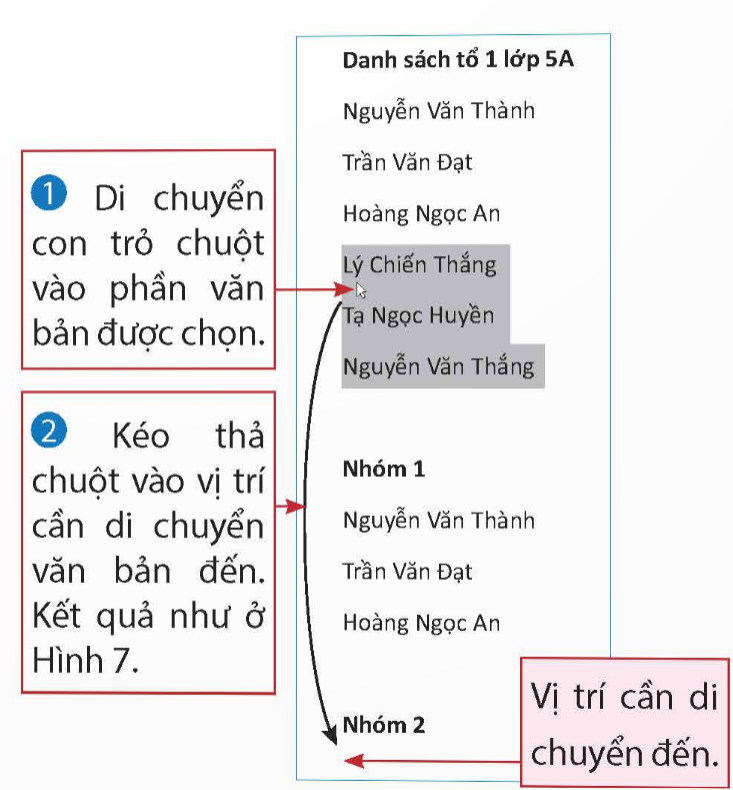 Danh sách tổ 1 lớp 5A
Nguyễn Văn Thành
Trần Văn Đạt
Hoàng Ngọc An
Lý Chiến Thắng
Tạ Ngọc Huyền
Nguyễn Văn Thắng
1 Di chuyển
con trỏ chuột
vào phần văn
bản được chọn.
2 Kéo thả
chuột vào vị trí
cần di chuyển
văn bản đến.
Kết quả như ở
Hình 7.
Nhóm 1
Nguyễn Văn Thành
Trần Văn Đạt
Hoàng Ngọc An
Nhóm 2
Vị trí cần di
chuyển đến.